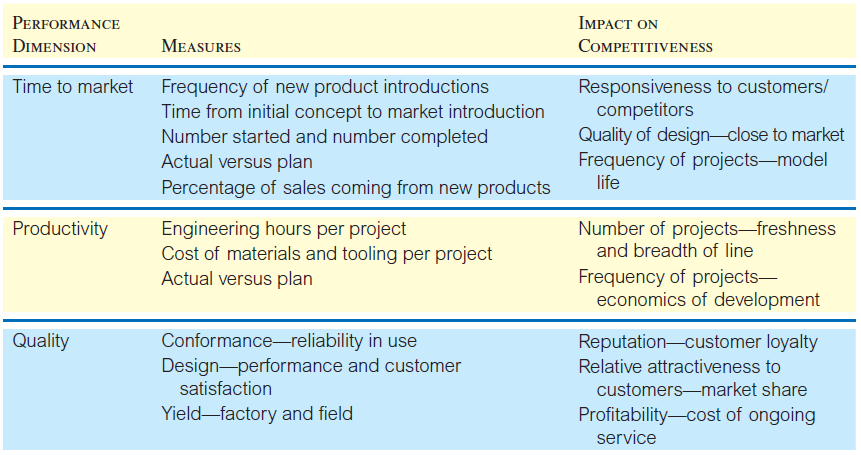 PERFORMANCE DIMENSION
MEASURES
IMPACT ON COMPETITIVENESS
Time to market
Frequency of new product introductions
Time from initial concept to market introduction
Number started and number completed
Actual versus plan
Percentage of sales coming from new products
Responsiveness to customers/
competitors
Quality of design—close to market
Frequency of projects—model
life
Productivity
Engineering hours per project
Cost of materials and tooling per project
Actual versus plan
Number of projects—freshness
and breadth of line
Frequency of projects—
economics of development
Quality
Conformance—reliability in use
Design—performance and customer
satisfaction
Yield—factory and field
Reputation—customer loyalty
Relative attractiveness to
customers—market share
Profitability—cost of ongoing
service